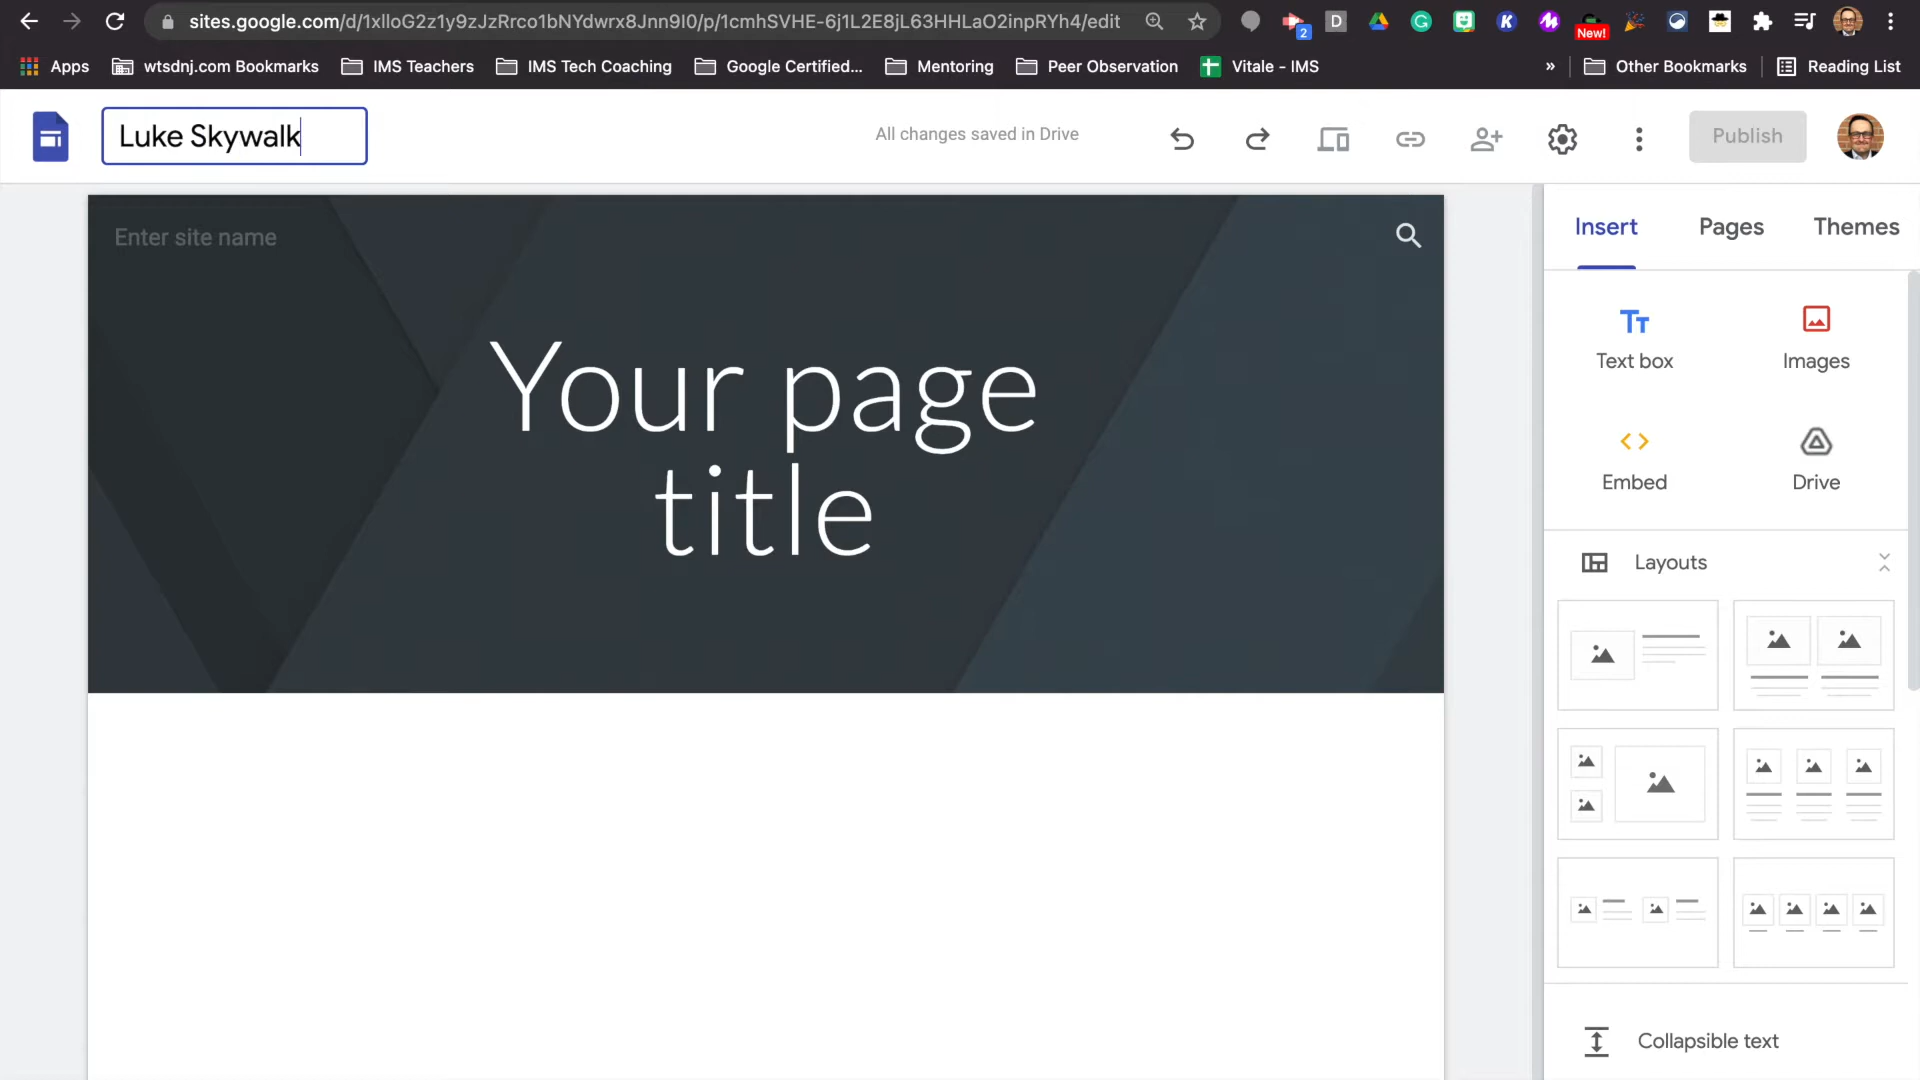 sites.google.com/d/1xlloG2z1y9zJzRrco1bNYdwrx8Jnn9l0/p/1cmhSVHE-6j1L2E8jL63HHLaO2inpRYh4/edit
2
D
G
K
New!
Apps
wtsdnj.com Bookmarks
IMS Teachers
IMS Tech Coaching
Google Certified...
Mentoring
Peer Observation
Vitale - IMS
»
Other Bookmarks
Reading List
Luke Skywalk
All changes saved in Drive
Publish
Enter site name
Your page
title
Insert
Pages
Themes
Text box
Images
Embed
Drive
Layouts
Collapsible text